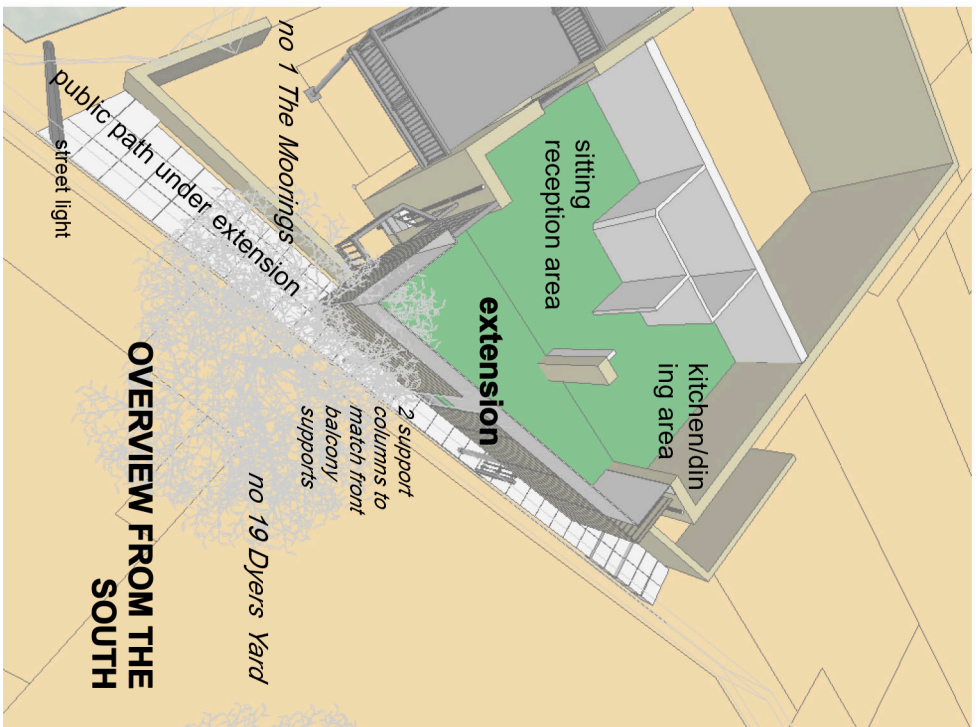 no 1 The Moorings
public path under extension
street light
sitting
reception area
extension
kitchen/din
ing area
2 support
columns to
match front
balcony
supports
no 19 Dyers Yard
OVERVIEW FROM THE
SOUTH